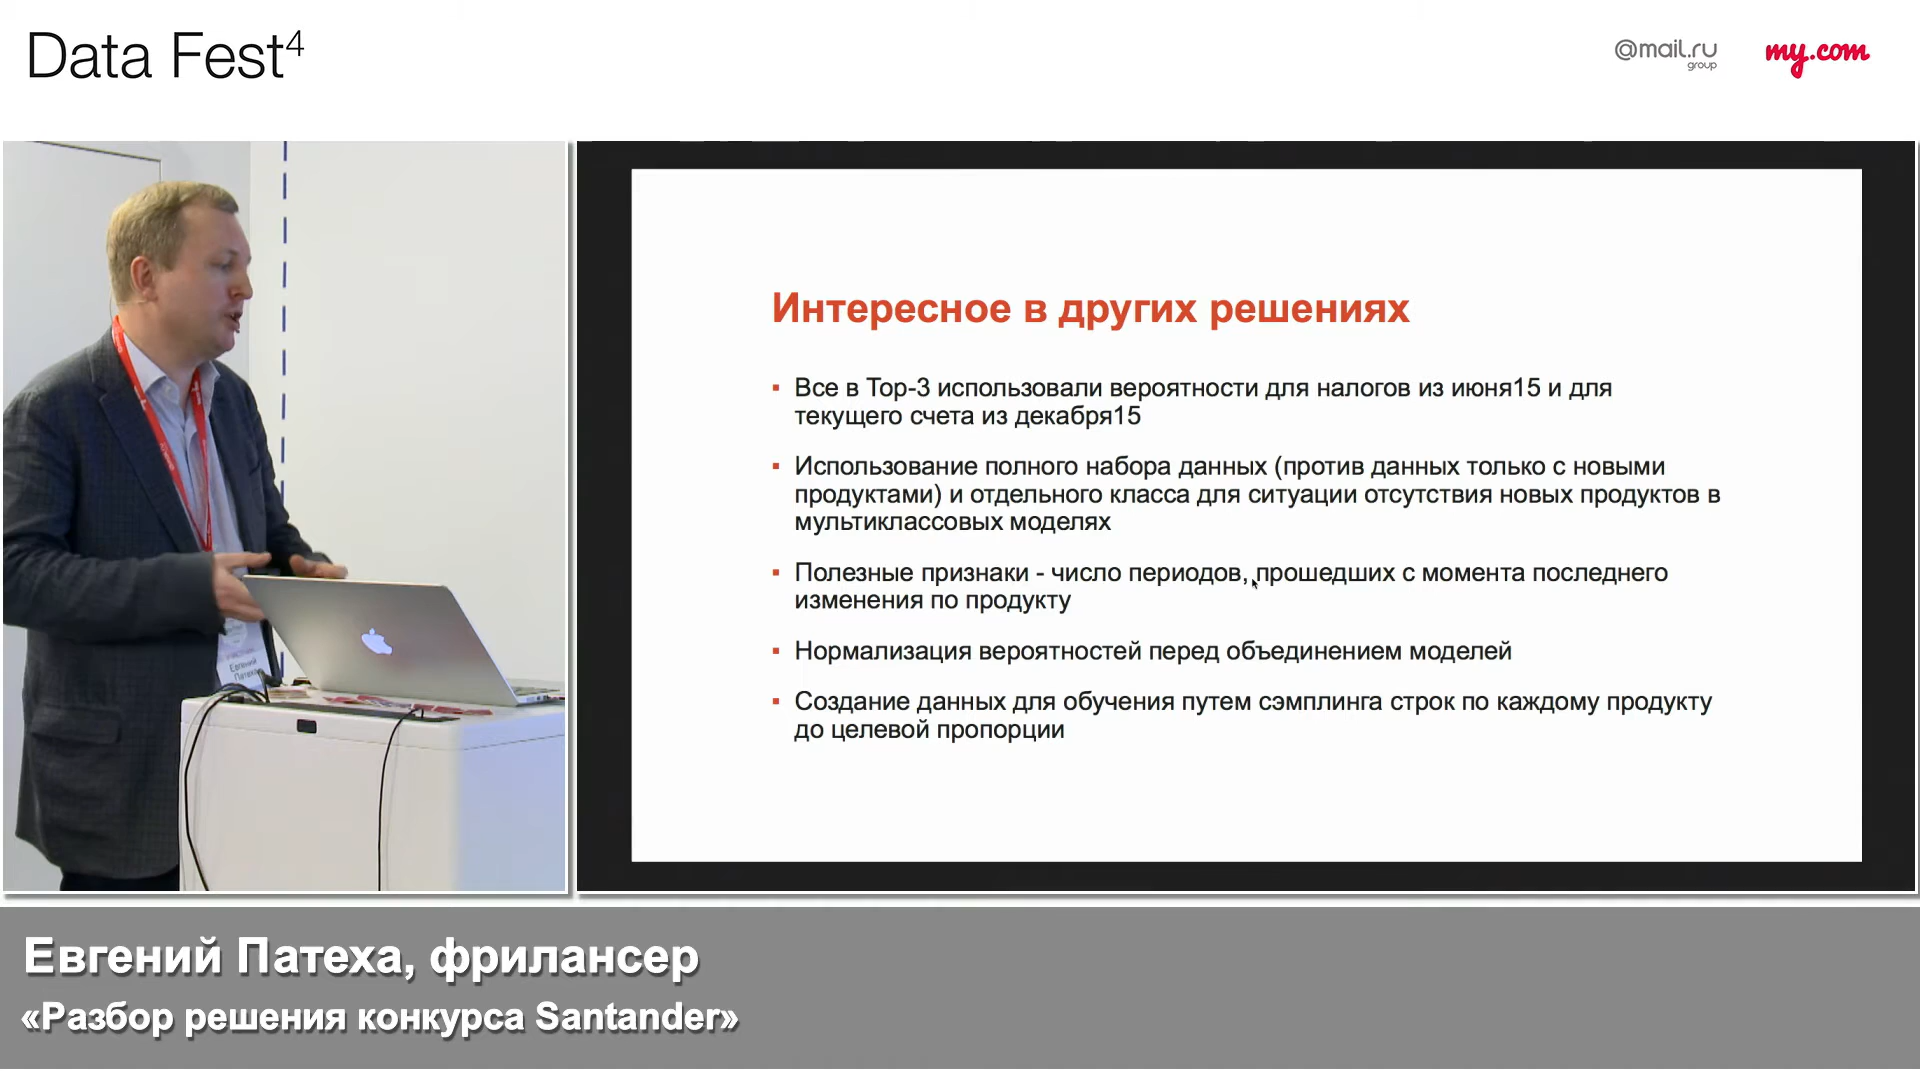 Data Fest⁴
@mail.ru
group
my.com
Интересное в других решениях
▪ Все в Top-3 использовали вероятности для налогов из июня15 и для
текущего счета из декабря15
▪ Использование полного набора данных (против данных только с новыми
продуктами) и отдельного класса для ситуации отсутствия новых продуктов в
мультиклассовых моделях
▪ Полезные признаки - число периодов, прошедших с момента последнего
изменения по продукту
▪ Нормализация вероятностей перед объединением моделей
▪ Создание данных для обучения путем сэмплинга строк по каждому продукту
до целевой пропорции
Евгений
Патеха
Евгений Патеха, фрилансер
«Разбор решения конкурса Santander»